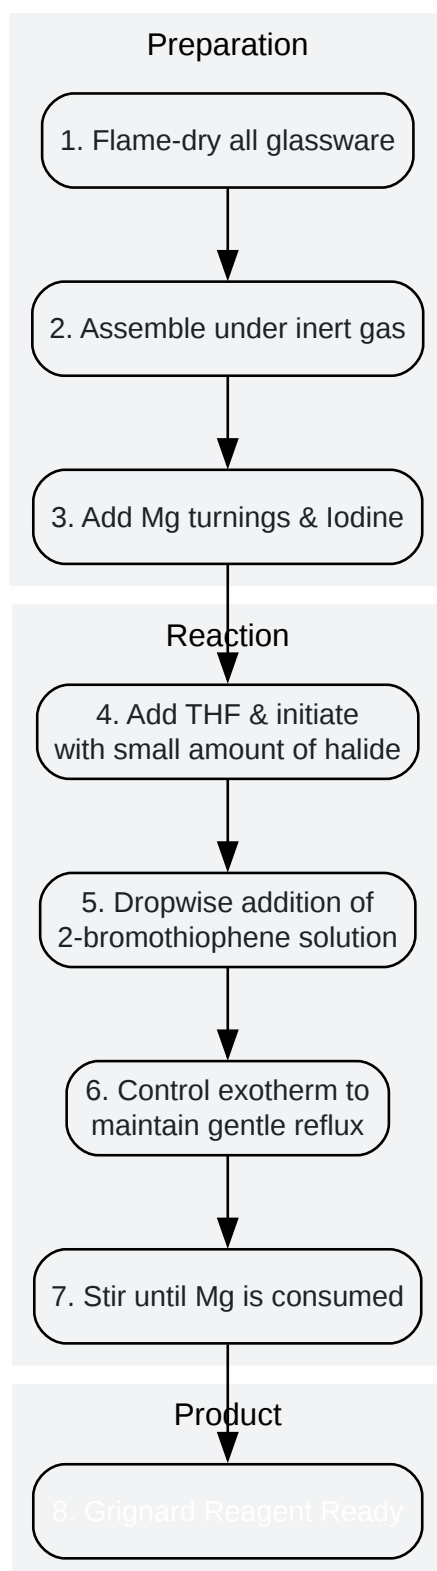 Preparation
1. Flame-dry all glassware
2. Assemble under inert gas
3. Add Mg turnings & Iodine
Reaction
4. Add THF & initiate
with small amount of halide
5. Dropwise addition of
2-bromothiophene solution
6. Control exotherm to
maintain gentle reflux
7. Stir until Mg is consumed
Product
8. Grignard Reagent Ready